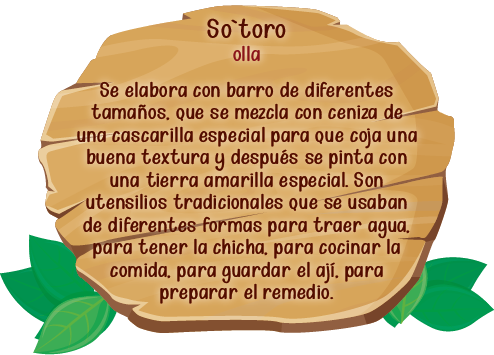 So`toro
olla
Se elabora con barro de diferentes
tamaños, que se mezcla con ceniza de
una cascarilla especial para que coja una
buena textura y después se pinta con
una tierra amarilla especial. Son
utensilios tradicionales que se usaban
de diferentes formas para traer agua,
para tener la chicha, para cocinar la
comida, para guardar el ají, para
preparar el remedio.